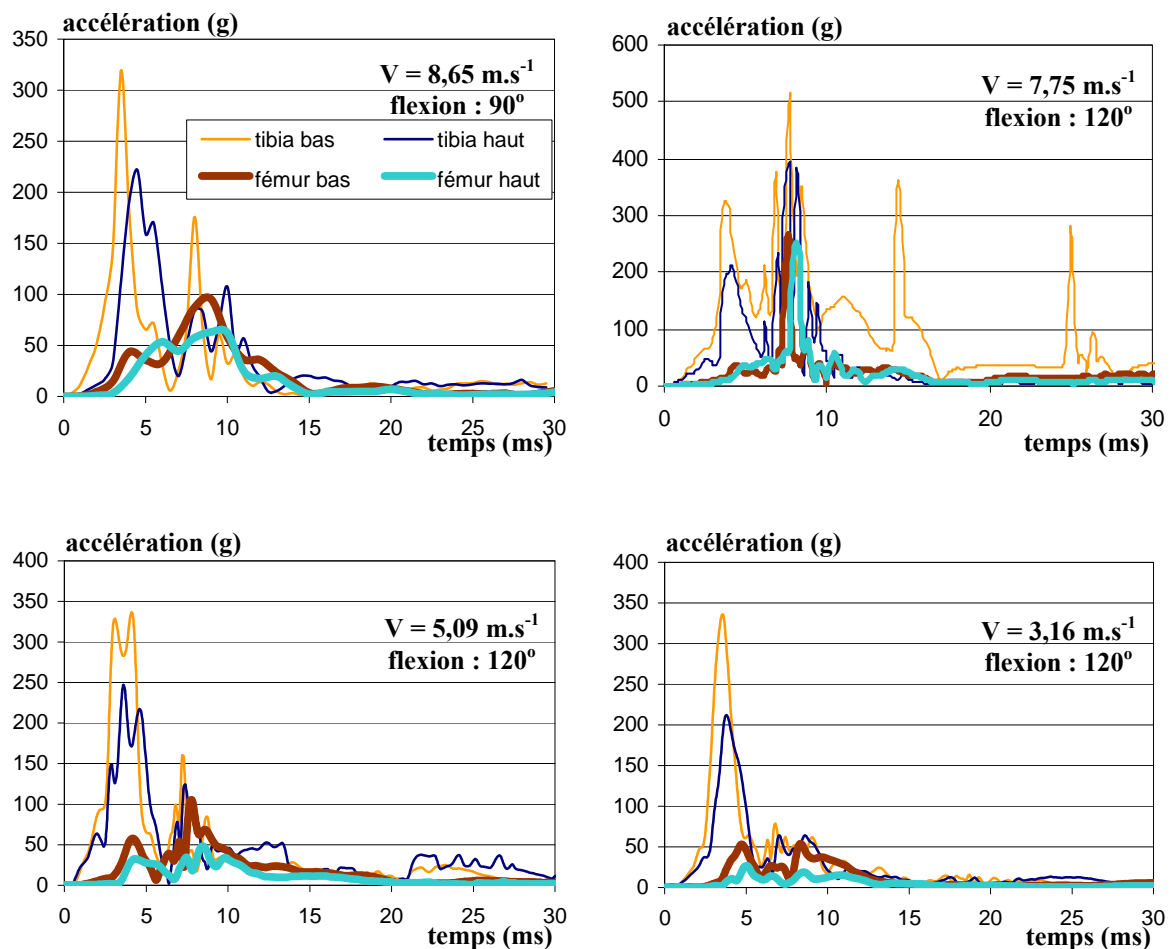 accélération (g)
350
300
250
200
150
100
50
0
V = 8,65 m.s⁻¹
flexion : 90°
tibia bas
tibia haut
fémur bas
fémur haut
0 5 10 15 20 25 30
temps (ms)
accélération (g)
600
500
400
300
200
100
0
V = 7,75 m.s⁻¹
flexion : 120°
0 10 20 30
temps (ms)
accélération (g)
400
350
300
250
200
150
100
50
0
V = 5,09 m.s⁻¹
flexion : 120°
0 5 10 15 20 25 30
temps (ms)
accélération (g)
400
350
300
250
200
150
100
50
0
V = 3,16 m.s⁻¹
flexion : 120°
0 5 10 15 20 25 30
temps (ms)